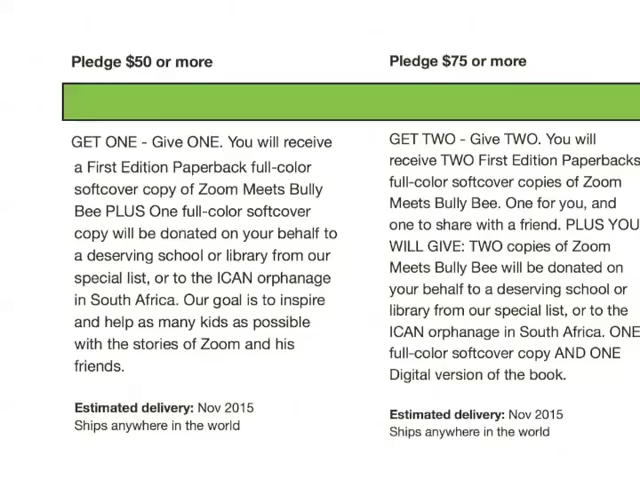 Pledge $50 or more
GET ONE - Give ONE. You will receive
a First Edition Paperback full-color
softcover copy of Zoom Meets Bully
Bee PLUS One full-color softcover
copy will be donated on your behalf to
a deserving school or library from our
special list, or to the ICAN orphanage
in South Africa. Our goal is to inspire
and help as many kids as possible
with the stories of Zoom and his
friends.
Estimated delivery: Nov 2015
Ships anywhere in the world
Pledge $75 or more
GET TWO - Give TWO. You will
receive TWO First Edition Paperbacks
full-color softcover copies of Zoom
Meets Bully Bee. One for you, and
one to share with a friend. PLUS YOU
WILL GIVE: TWO copies of Zoom
Meets Bully Bee will be donated on
your behalf to a deserving school or
library from our special list, or to the
ICAN orphanage in South Africa. ONE
full-color softcover copy AND ONE
Digital version of the book.
Estimated delivery: Nov 2015
Ships anywhere in the world